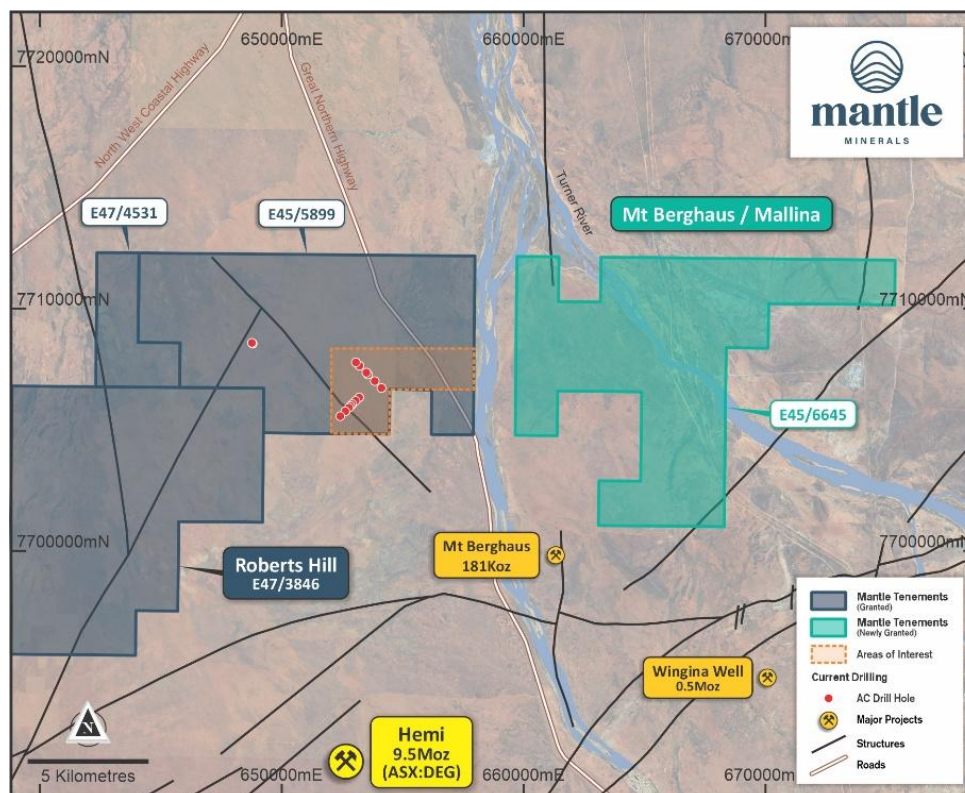 650000mE
660000mE
670000mE
7720000mN
North West Coastal Highway
Great Northern Highway
mantle
MINERALS
Turner River
E47/4531
E45/5899
Mt Berghaus / Mallina
7710000mN
7710000mN
E45/6645
7700000mN
7700000mN
Mt Berghaus
181Koz
Roberts Hill
E47/3846
Wingina Well
0.5Moz
Mantle Tenements
(Granted)
Mantle Tenements
(Newly Granted)
Areas of Interest
Current Drilling
AC Drill Hole
Major Projects
Structures
Roads
N
5 Kilometres
Hemi
9.5Moz
(ASX:DEG)
650000mE
660000mE
670000mE